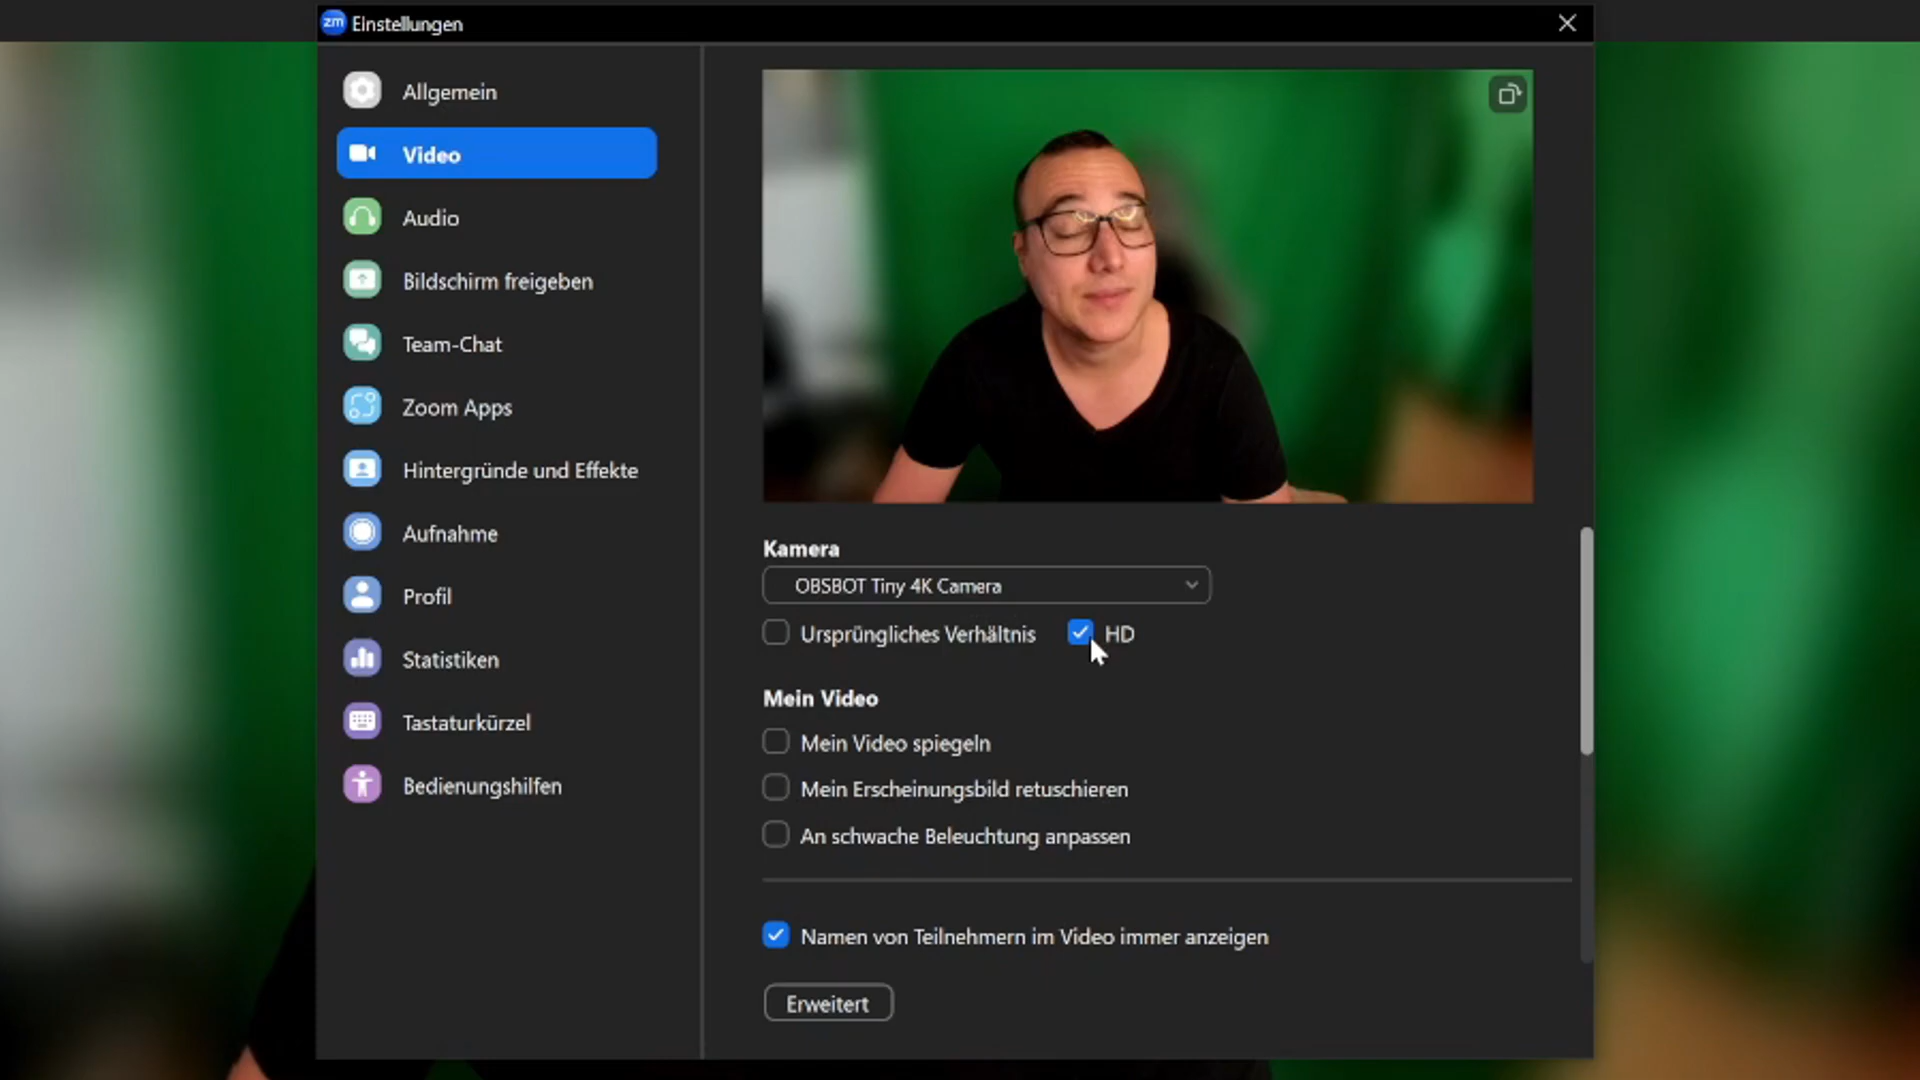 zm Einstellungen
Allgemein
Video
Audio
Bildschirm freigeben
Team-Chat
Zoom Apps
Hintergründe und Effekte
Aufnahme
Profil
Statistiken
Tastaturkürzel
Bedienungshilfen
Kamera
OBSBOT Tiny 4K Camera
Ursprüngliches Verhältnis HD
Mein Video
Mein Video spiegeln
Mein Erscheinungsbild retuschieren
An schwache Beleuchtung anpassen
Namen von Teilnehmern im Video immer anzeigen
Erweitert